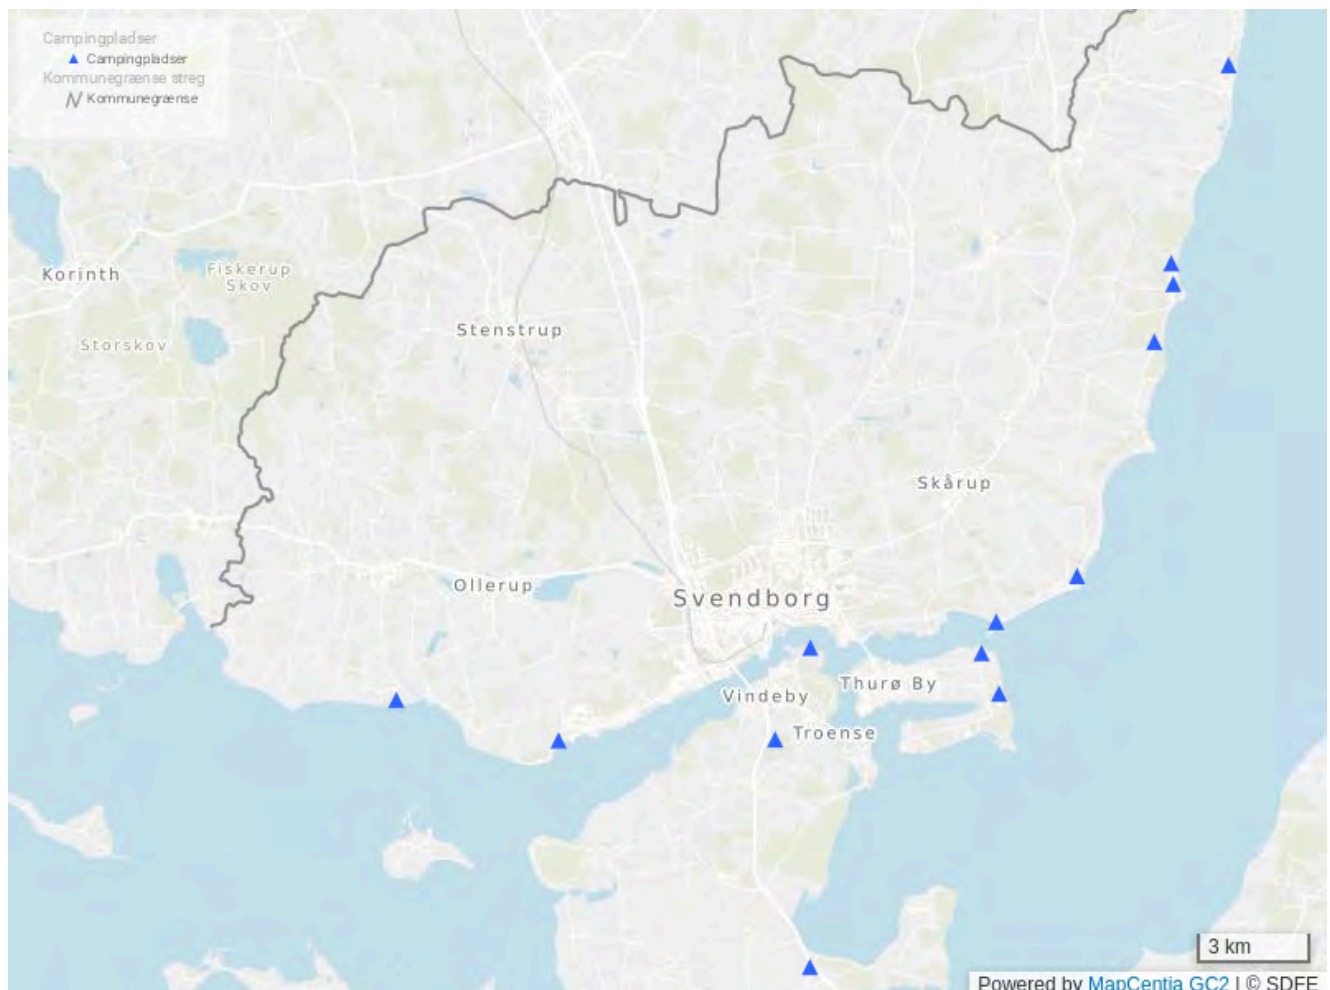 Campingpladser
Campingpladser
Kommunegrænse streg
Kommunegrænse
Korinth
Fiskerup
Skov
Storskov
Stenstrup
Skårup
Ollerup
Svendborg
Thurø By
Vindeby
Troense
3 km
Powered by MapCentia GC2 | © SDFE